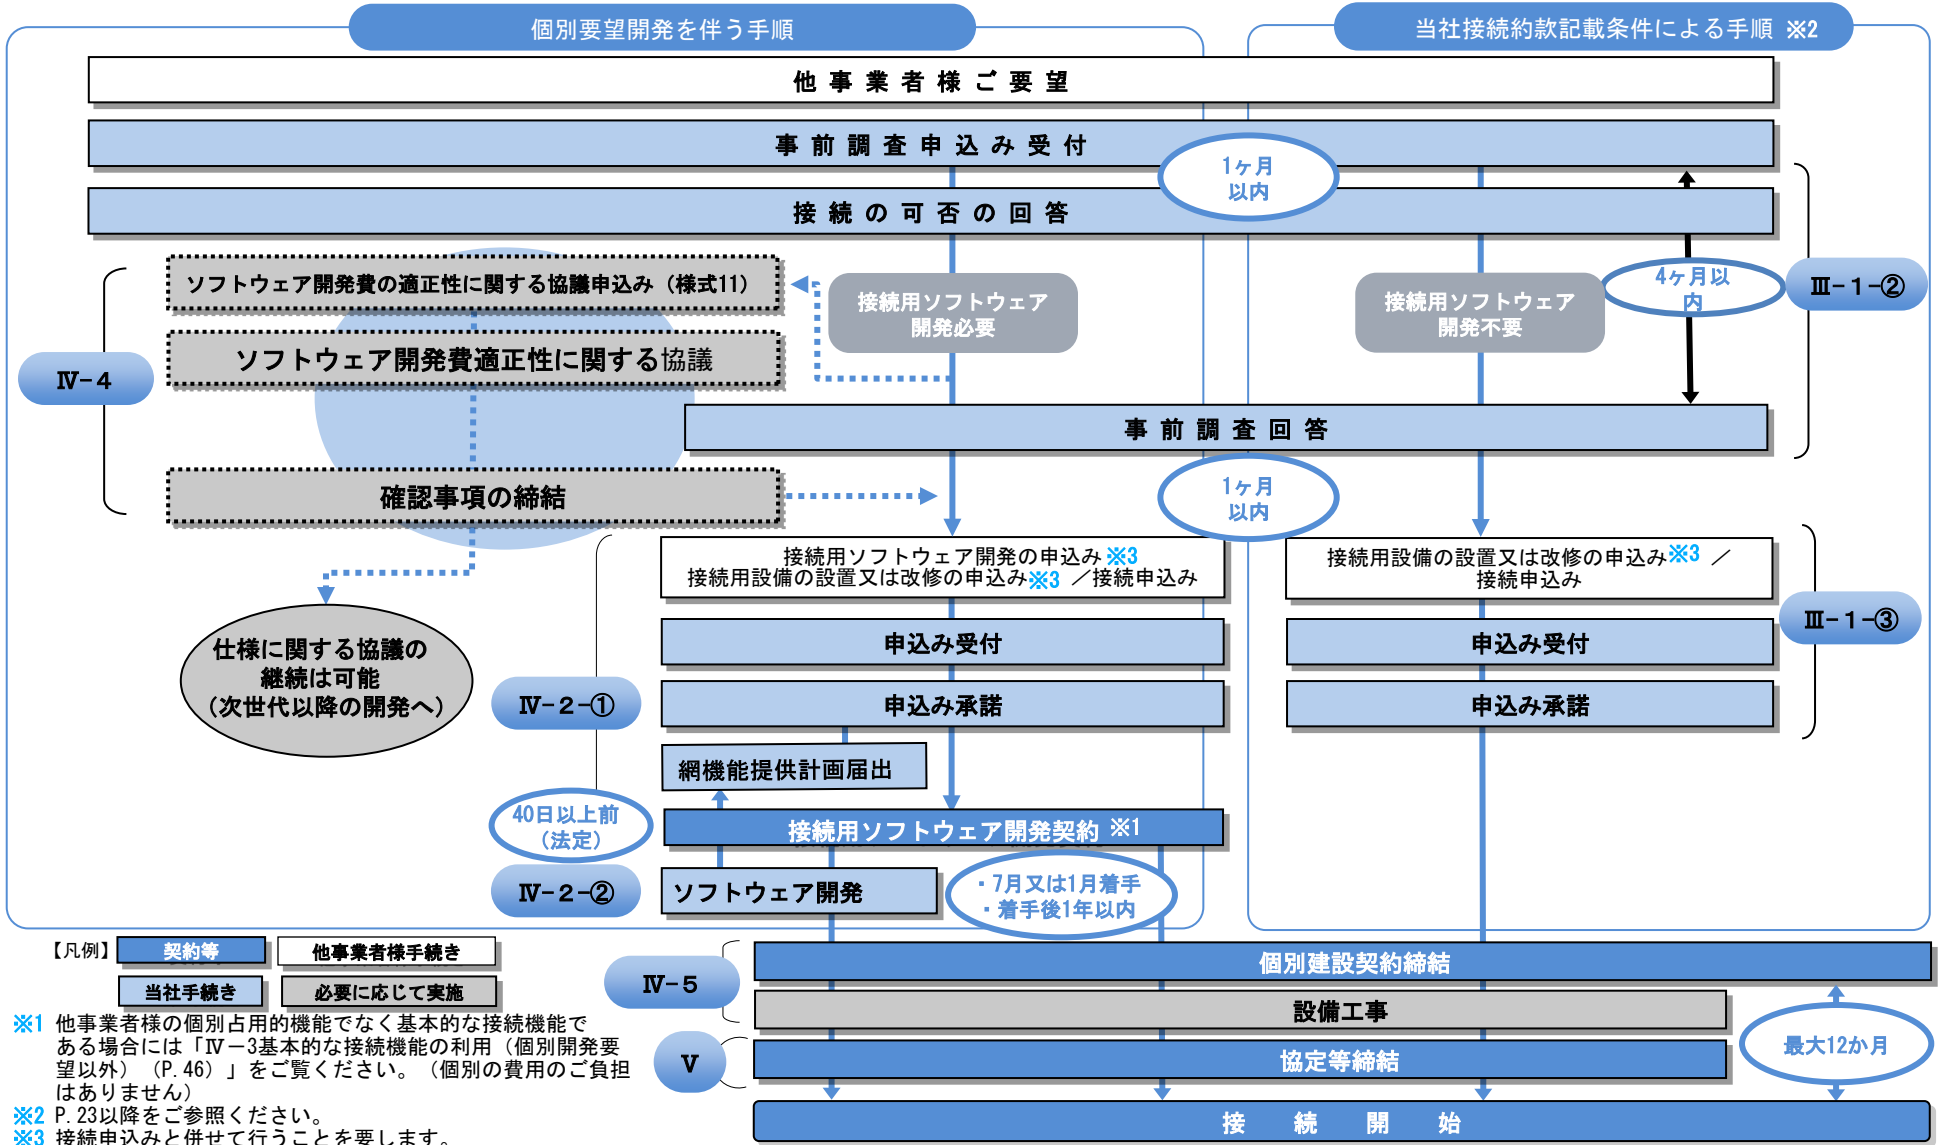 個別要望開発を伴う手順
当社接続約款記載条件による手順 ※2
他事業者様ご要望
事前調査申込み受付
1ヶ月
以内
接続の可否の回答
ソフトウェア開発費の適正性に関する協議申込み（様式11）
接続用ソフトウェア
開発必要
接続用ソフトウェア
開発不要
4ヶ月以
内
Ⅲ-1-②
ソフトウェア開発費適正性に関する協議
Ⅳ-4
事前調査回答
確認事項の締結
1ヶ月
以内
接続用ソフトウェア開発の申込み※3
接続用設備の設置又は改修の申込み※3 ／接続申込み
接続用設備の設置又は改修の申込み※3 ／
接続申込み
Ⅲ-1-③
申込み受付
申込み受付
仕様に関する協議の
継続は可能
（次世代以降の開発へ）
Ⅳ-2-①
申込み承諾
申込み承諾
網機能提供計画届出
40日以上前
（法定）
接続用ソフトウェア開発契約 ※1
Ⅳ-2-②
ソフトウェア開発
・7月又は1月着手
・着手後1年以内
【凡例】
契約等
他事業者様手続き
当社手続き
必要に応じて実施
Ⅳ-5
個別建設契約締結
設備工事
Ⅴ
協定等締結
最大12か月
接続開始
※1 他事業者様の個別占用的機能でなく基本的な接続機能で
ある場合には「Ⅳ－3基本的な接続機能の利用（個別開発要
望以外）（P.46）」をご覧ください。（個別の費用のご負担
はありません）
※2 P.23以降をご参照ください。
※3 接続申込みと併せて行うことを要します。